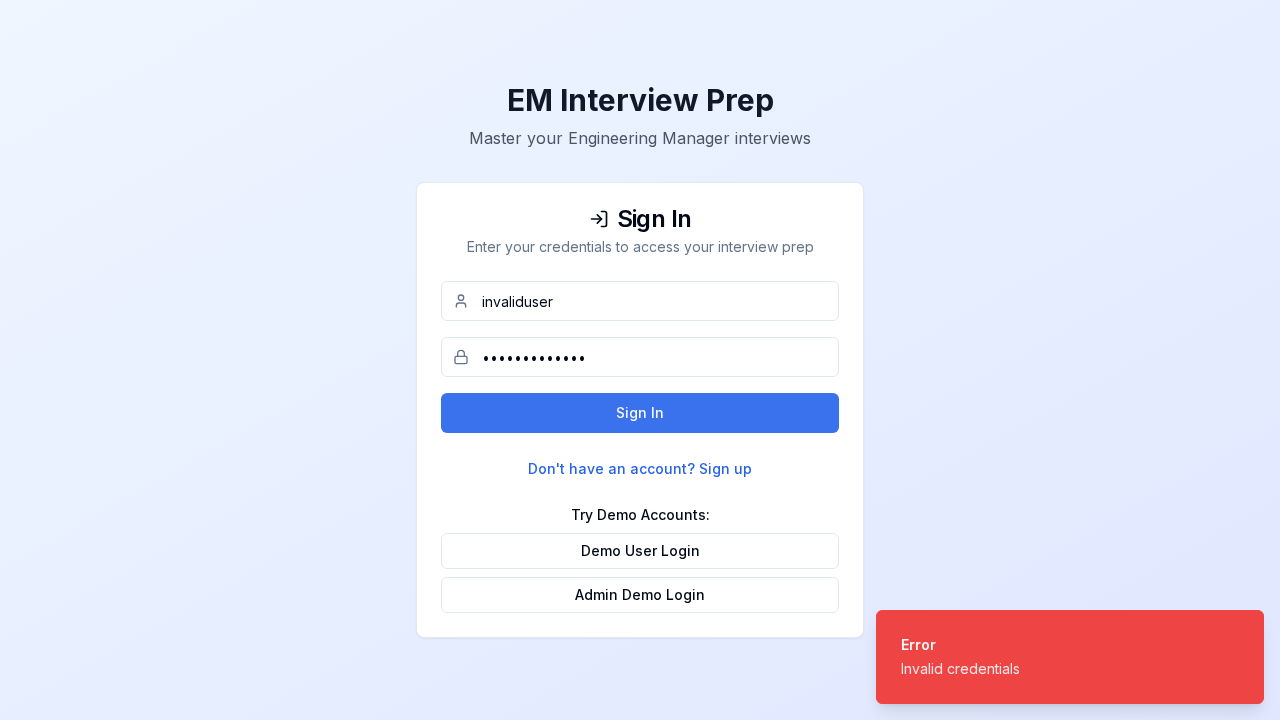 EM Interview Prep
Master your Engineering Manager interviews
Sign In
Enter your credentials to access your interview prep
invaliduser
•••••••••••••
Sign In
Don't have an account? Sign up
Try Demo Accounts:
Demo User Login
Admin Demo Login
Error
Invalid credentials